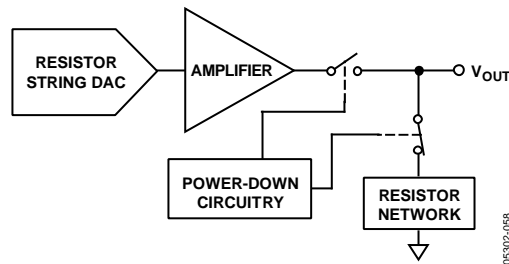 RESISTOR
STRING DAC
AMPLIFIER
VOUT
POWER-DOWN
CIRCUITRY
RESISTOR
NETWORK
05302-058